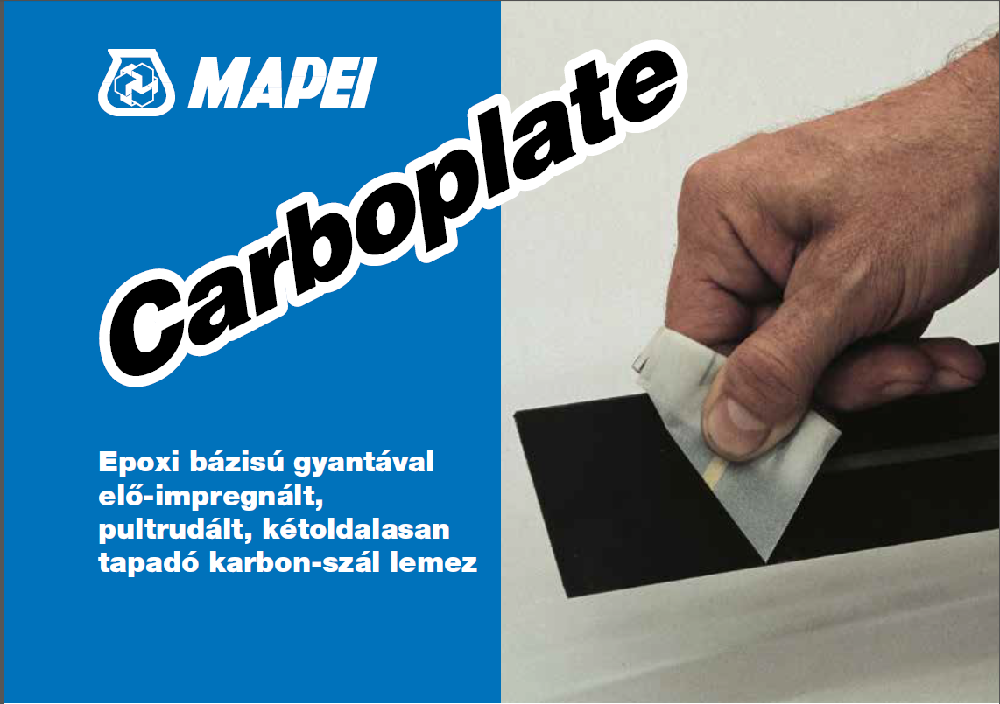 MAPEI
Carboplate
Epoxi bázisú gyantával
elő-impregnált,
pultrudált, kétoldalasan
tapadó karbon-szál lemez